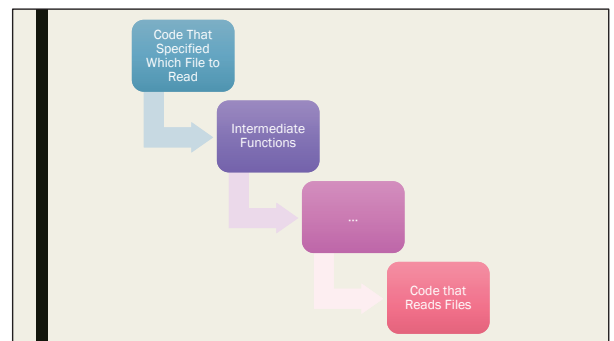 Code That
Specified
Which File to
Read
Intermediate
Functions
...
Code that
Reads Files